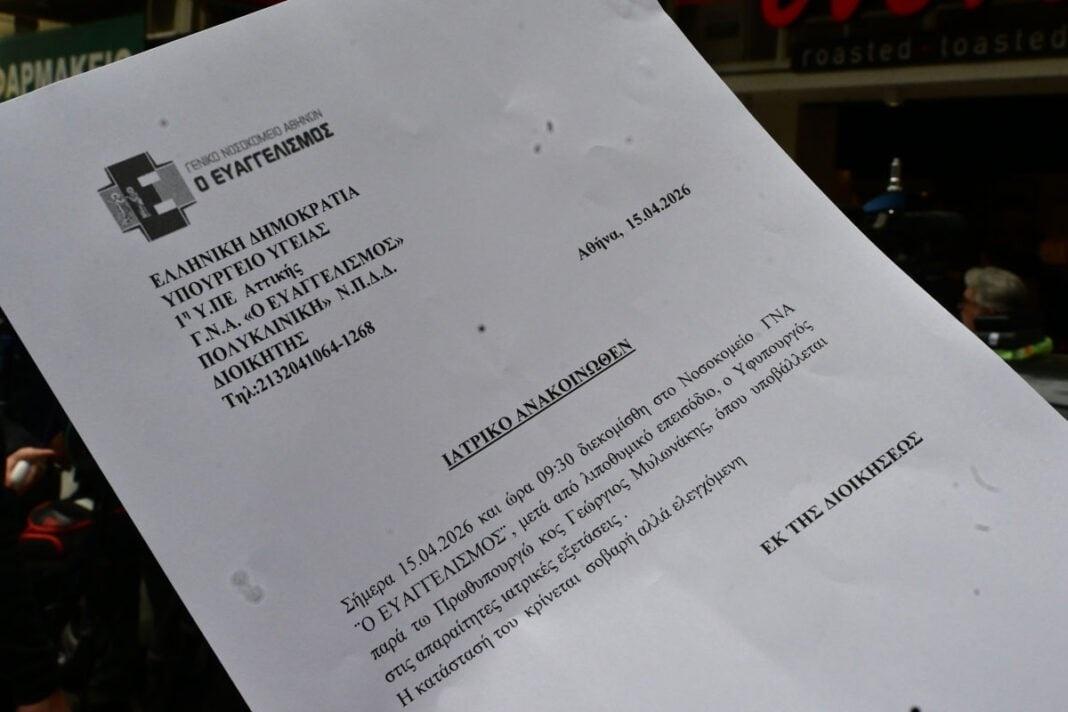 ΦΑΡΜΑΚΕΙΟ
roasted · toasted
ΓΕΝΙΚΟ ΝΟΣΟΚΟΜΕΙΟ ΑΘΗΝΩΝ
Ο ΕΥΑΓΓΕΛΙΣΜΟΣ
ΕΛΛΗΝΙΚΗ ΔΗΜΟΚΡΑΤΙΑ
ΥΠΟΥΡΓΕΙΟ ΥΓΕΙΑΣ
1η Υ.ΠΕ Αττικής
Γ.Ν.Α. «Ο ΕΥΑΓΓΕΛΙΣΜΟΣ»
ΠΟΛΥΚΛΙΝΙΚΗ» Ν.Π.Δ.Δ.
ΔΙΟΙΚΗΤΗΣ
Τηλ:2132041064-1268
Αθήνα, 15.04.2026
ΙΑΤΡΙΚΟ ΑΝΑΚΟΙΝΩΘΕΝ
Σήμερα 15.04.2026 και ώρα 09:30 διεκομίσθη στο Νοσοκομείο ΓΝΑ
¨Ο ΕΥΑΓΓΕΛΙΣΜΟΣ¨, μετά από λιποθυμικό επεισόδιο, ο Υφυπουργός
παρά τω Πρωθυπουργώ κος Γεώργιος Μυλωνάκης, όπου υποβάλλεται
στις απαραίτητες ιατρικές εξετάσεις .
Η κατάστασή του κρίνεται σοβαρή αλλά ελεγχόμενη
ΕΚ ΤΗΣ ΔΙΟΙΚΗΣΕΩΣ